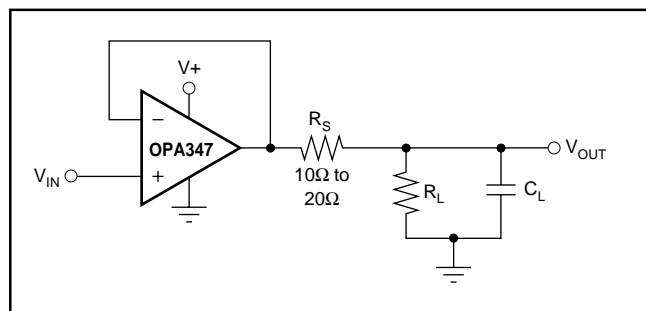 V+
−
OPA347
+
V_IN
R_S
10Ω to
20Ω
R_L
C_L
V_OUT